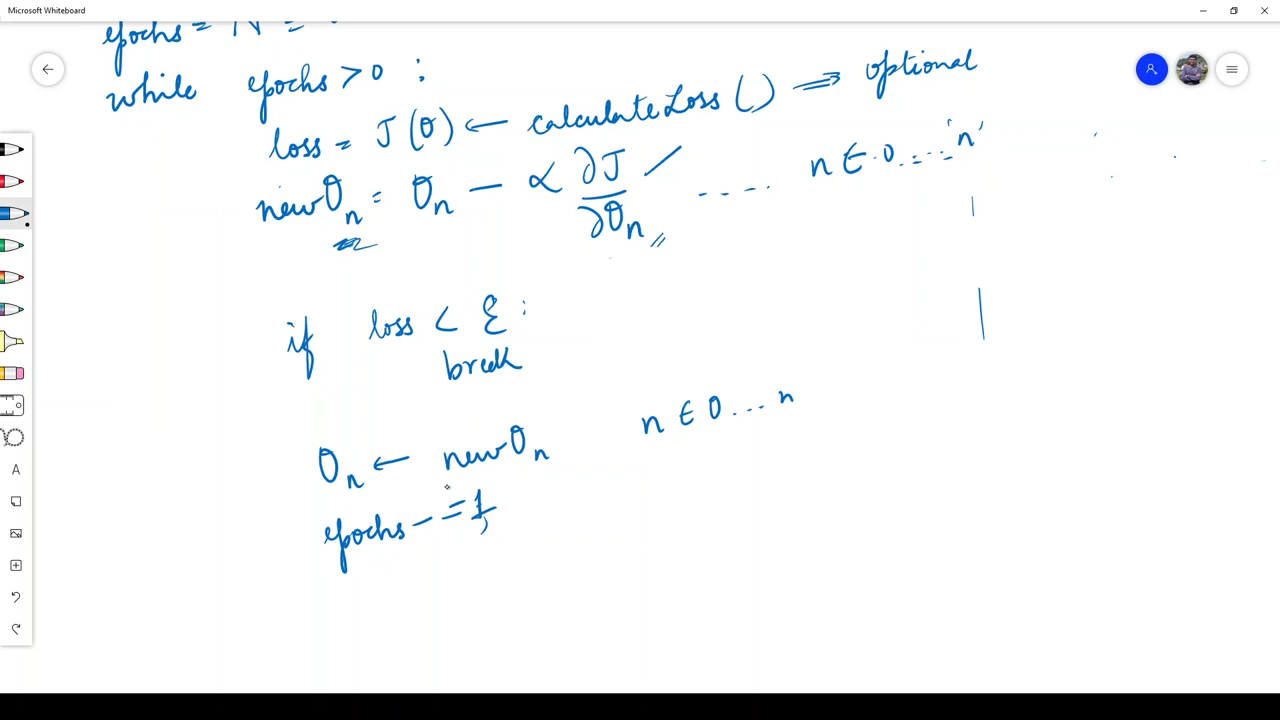 Microsoft Whiteboard
epochs = N =
while epochs > 0 :
loss = J(θ) ← calculateLoss () ⇒ optional
newθₙ = θₙ - α ∂J/∂θₙ ..... n ∈ 0 ..... 'n'
if loss < ξ :
break
θₙ ← newθₙ n ∈ 0 ... n
epochs - = 1;
A